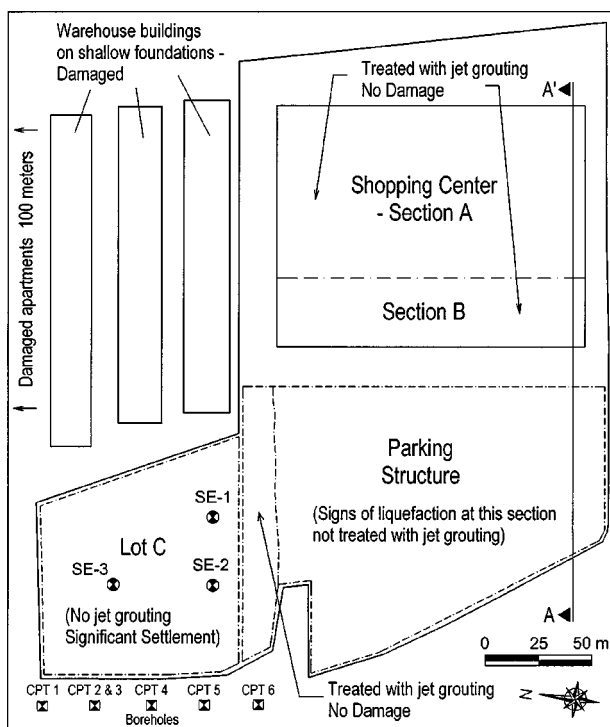 Warehouse buildings
on shallow foundations -
Damaged
Treated with jet grouting
No Damage
A'
Damaged apartments 100 meters
Shopping Center
- Section A
Section B
Parking
Structure
(Signs of liquefaction at this section
not treated with jet grouting)
SE-1
Lot C
SE-3
SE-2
(No jet grouting
Significant Settlement)
A
0 25 50 m
N
CPT 1 CPT 2 & 3 CPT 4 CPT 5 CPT 6
Boreholes
Treated with jet grouting
No Damage